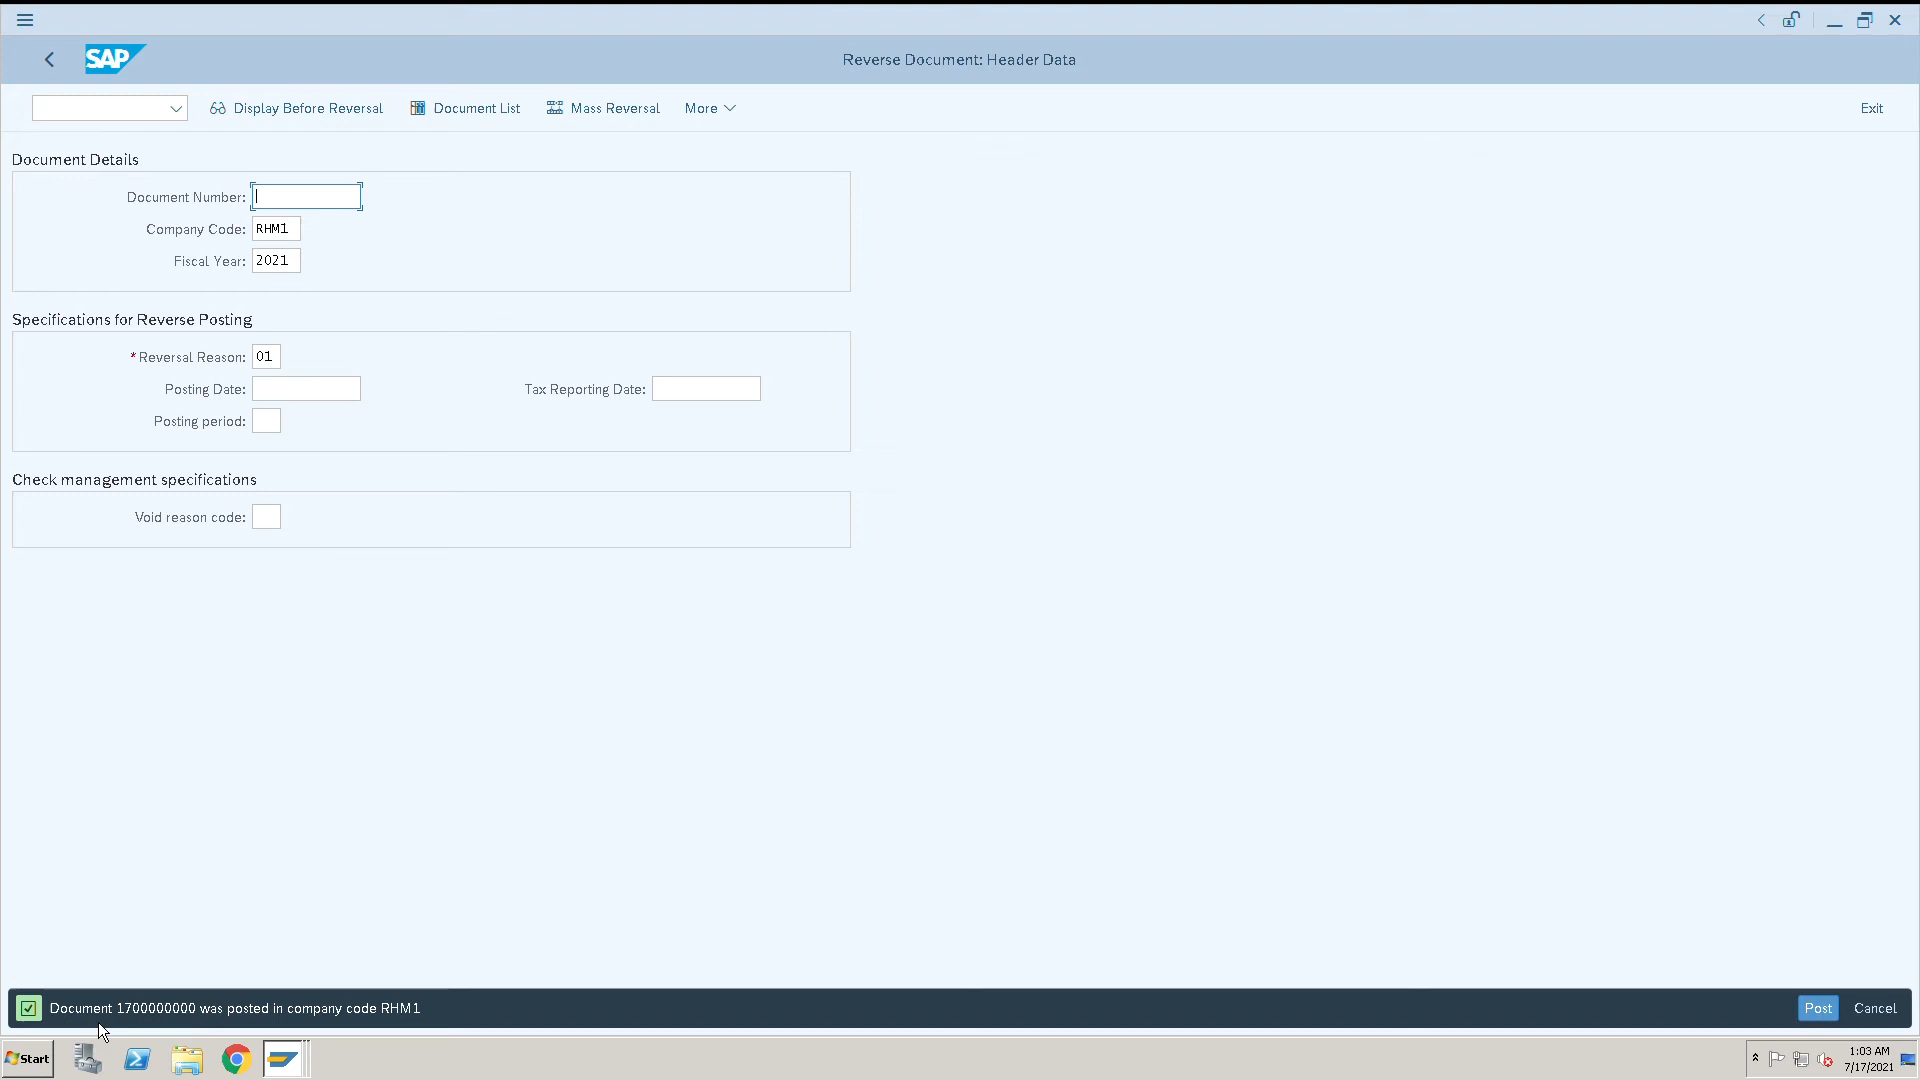 SAP
Reverse Document: Header Data
Display Before Reversal
Document List
Mass Reversal
More
Exit
Document Details
Document Number:
Company Code: RHM1
Fiscal Year: 2021
Specifications for Reverse Posting
*Reversal Reason: 01
Posting Date:
Tax Reporting Date:
Posting period:
Check management specifications
Void reason code:
Document 1700000000 was posted in company code RHM1
Post
Cancel
Start
1:03 AM
7/17/2021